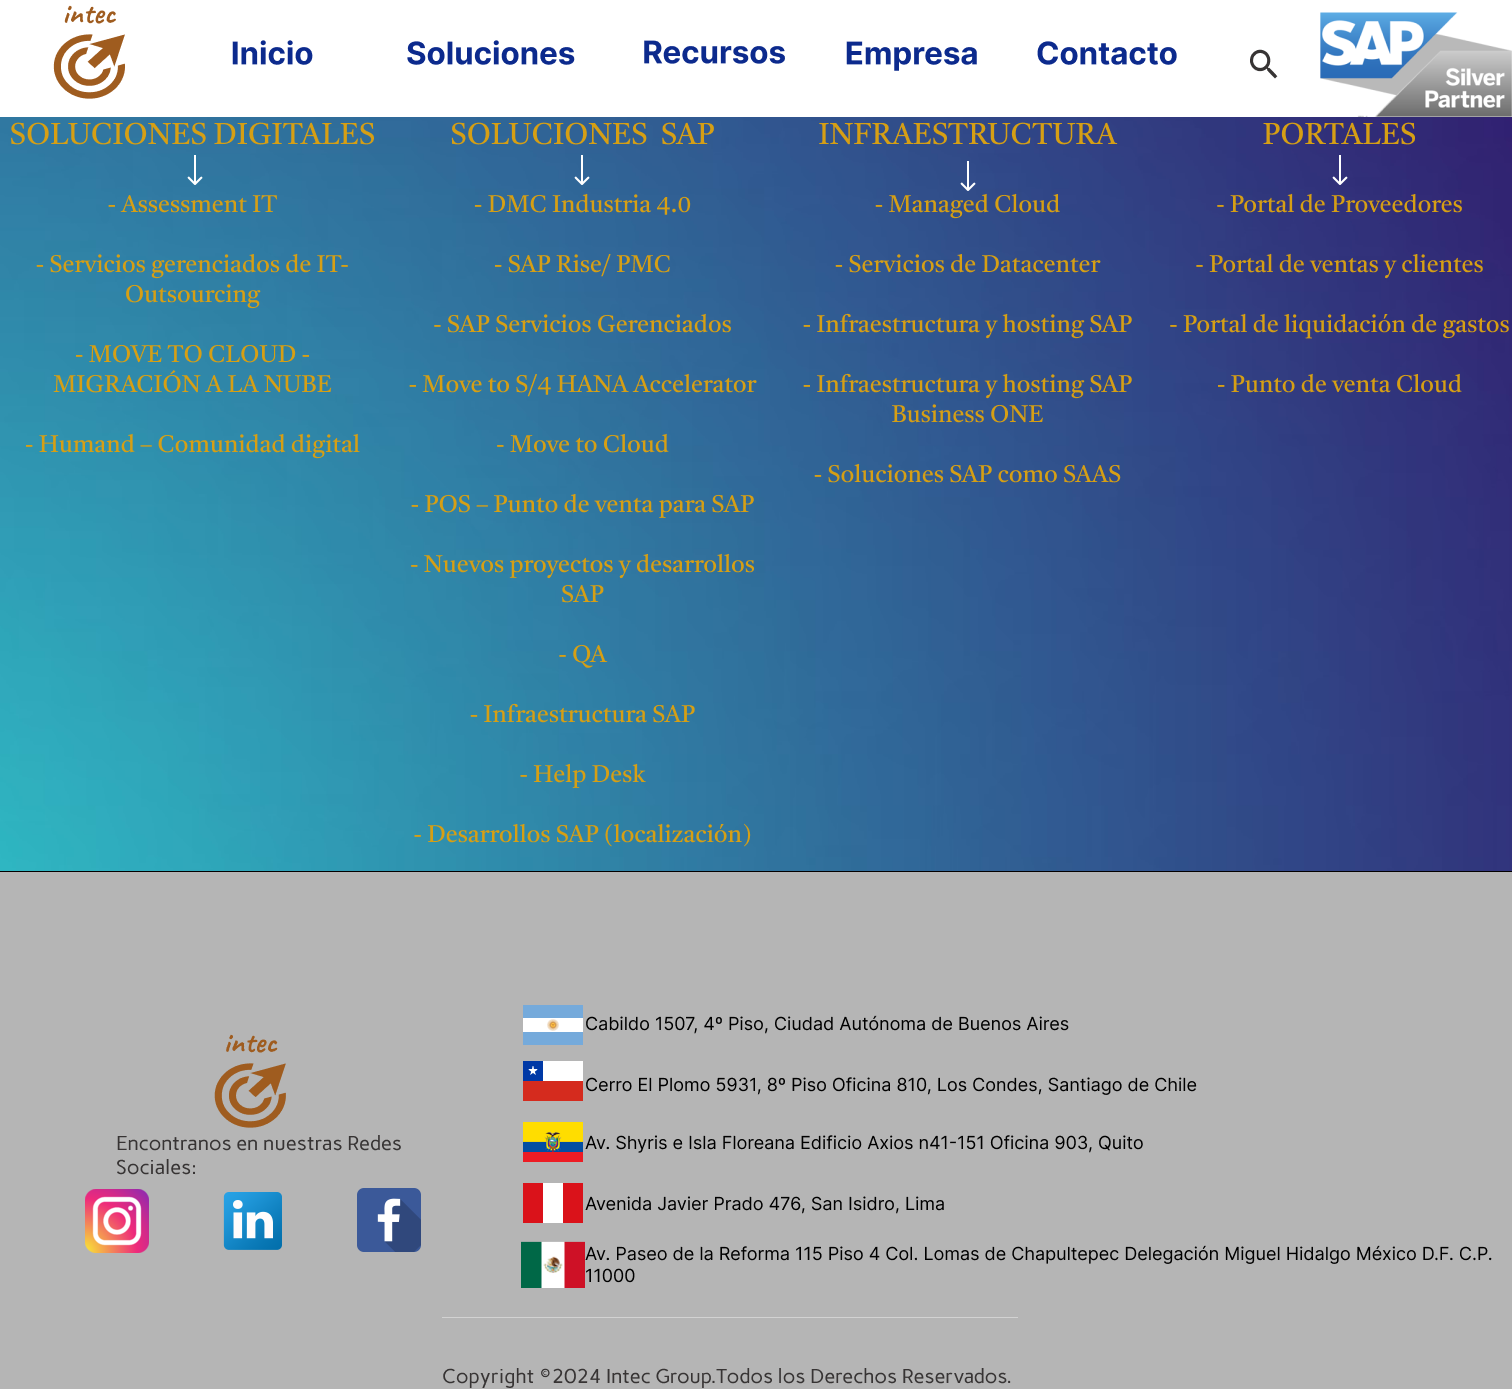 intec
Inicio
Soluciones
Recursos
Empresa
Contacto
SAP
Silver
Partner
SOLUCIONES DIGITALES
- Assessment IT
- Servicios gerenciados de IT-
Outsourcing
- MOVE TO CLOUD -
MIGRACIÓN A LA NUBE
- Humand – Comunidad digital
SOLUCIONES SAP
- DMC Industria 4.0
- SAP Rise/ PMC
- SAP Servicios Gerenciados
- Move to S/4 HANA Accelerator
- Move to Cloud
- POS – Punto de venta para SAP
- Nuevos proyectos y desarrollos
SAP
- QA
- Infraestructura SAP
- Help Desk
- Desarrollos SAP (localización)
INFRAESTRUCTURA
- Managed Cloud
- Servicios de Datacenter
- Infraestructura y hosting SAP
- Infraestructura y hosting SAP
Business ONE
- Soluciones SAP como SAAS
PORTALES
- Portal de Proveedores
- Portal de ventas y clientes
- Portal de liquidación de gastos
- Punto de venta Cloud
intec
Encontranos en nuestras Redes
Sociales:
in
f
Cabildo 1507, 4º Piso, Ciudad Autónoma de Buenos Aires
Cerro El Plomo 5931, 8º Piso Oficina 810, Los Condes, Santiago de Chile
Av. Shyris e Isla Floreana Edificio Axios n41-151 Oficina 903, Quito
Avenida Javier Prado 476, San Isidro, Lima
Av. Paseo de la Reforma 115 Piso 4 Col. Lomas de Chapultepec Delegación Miguel Hidalgo México D.F. C.P.
11000
Copyright ©2024 Intec Group.Todos los Derechos Reservados.